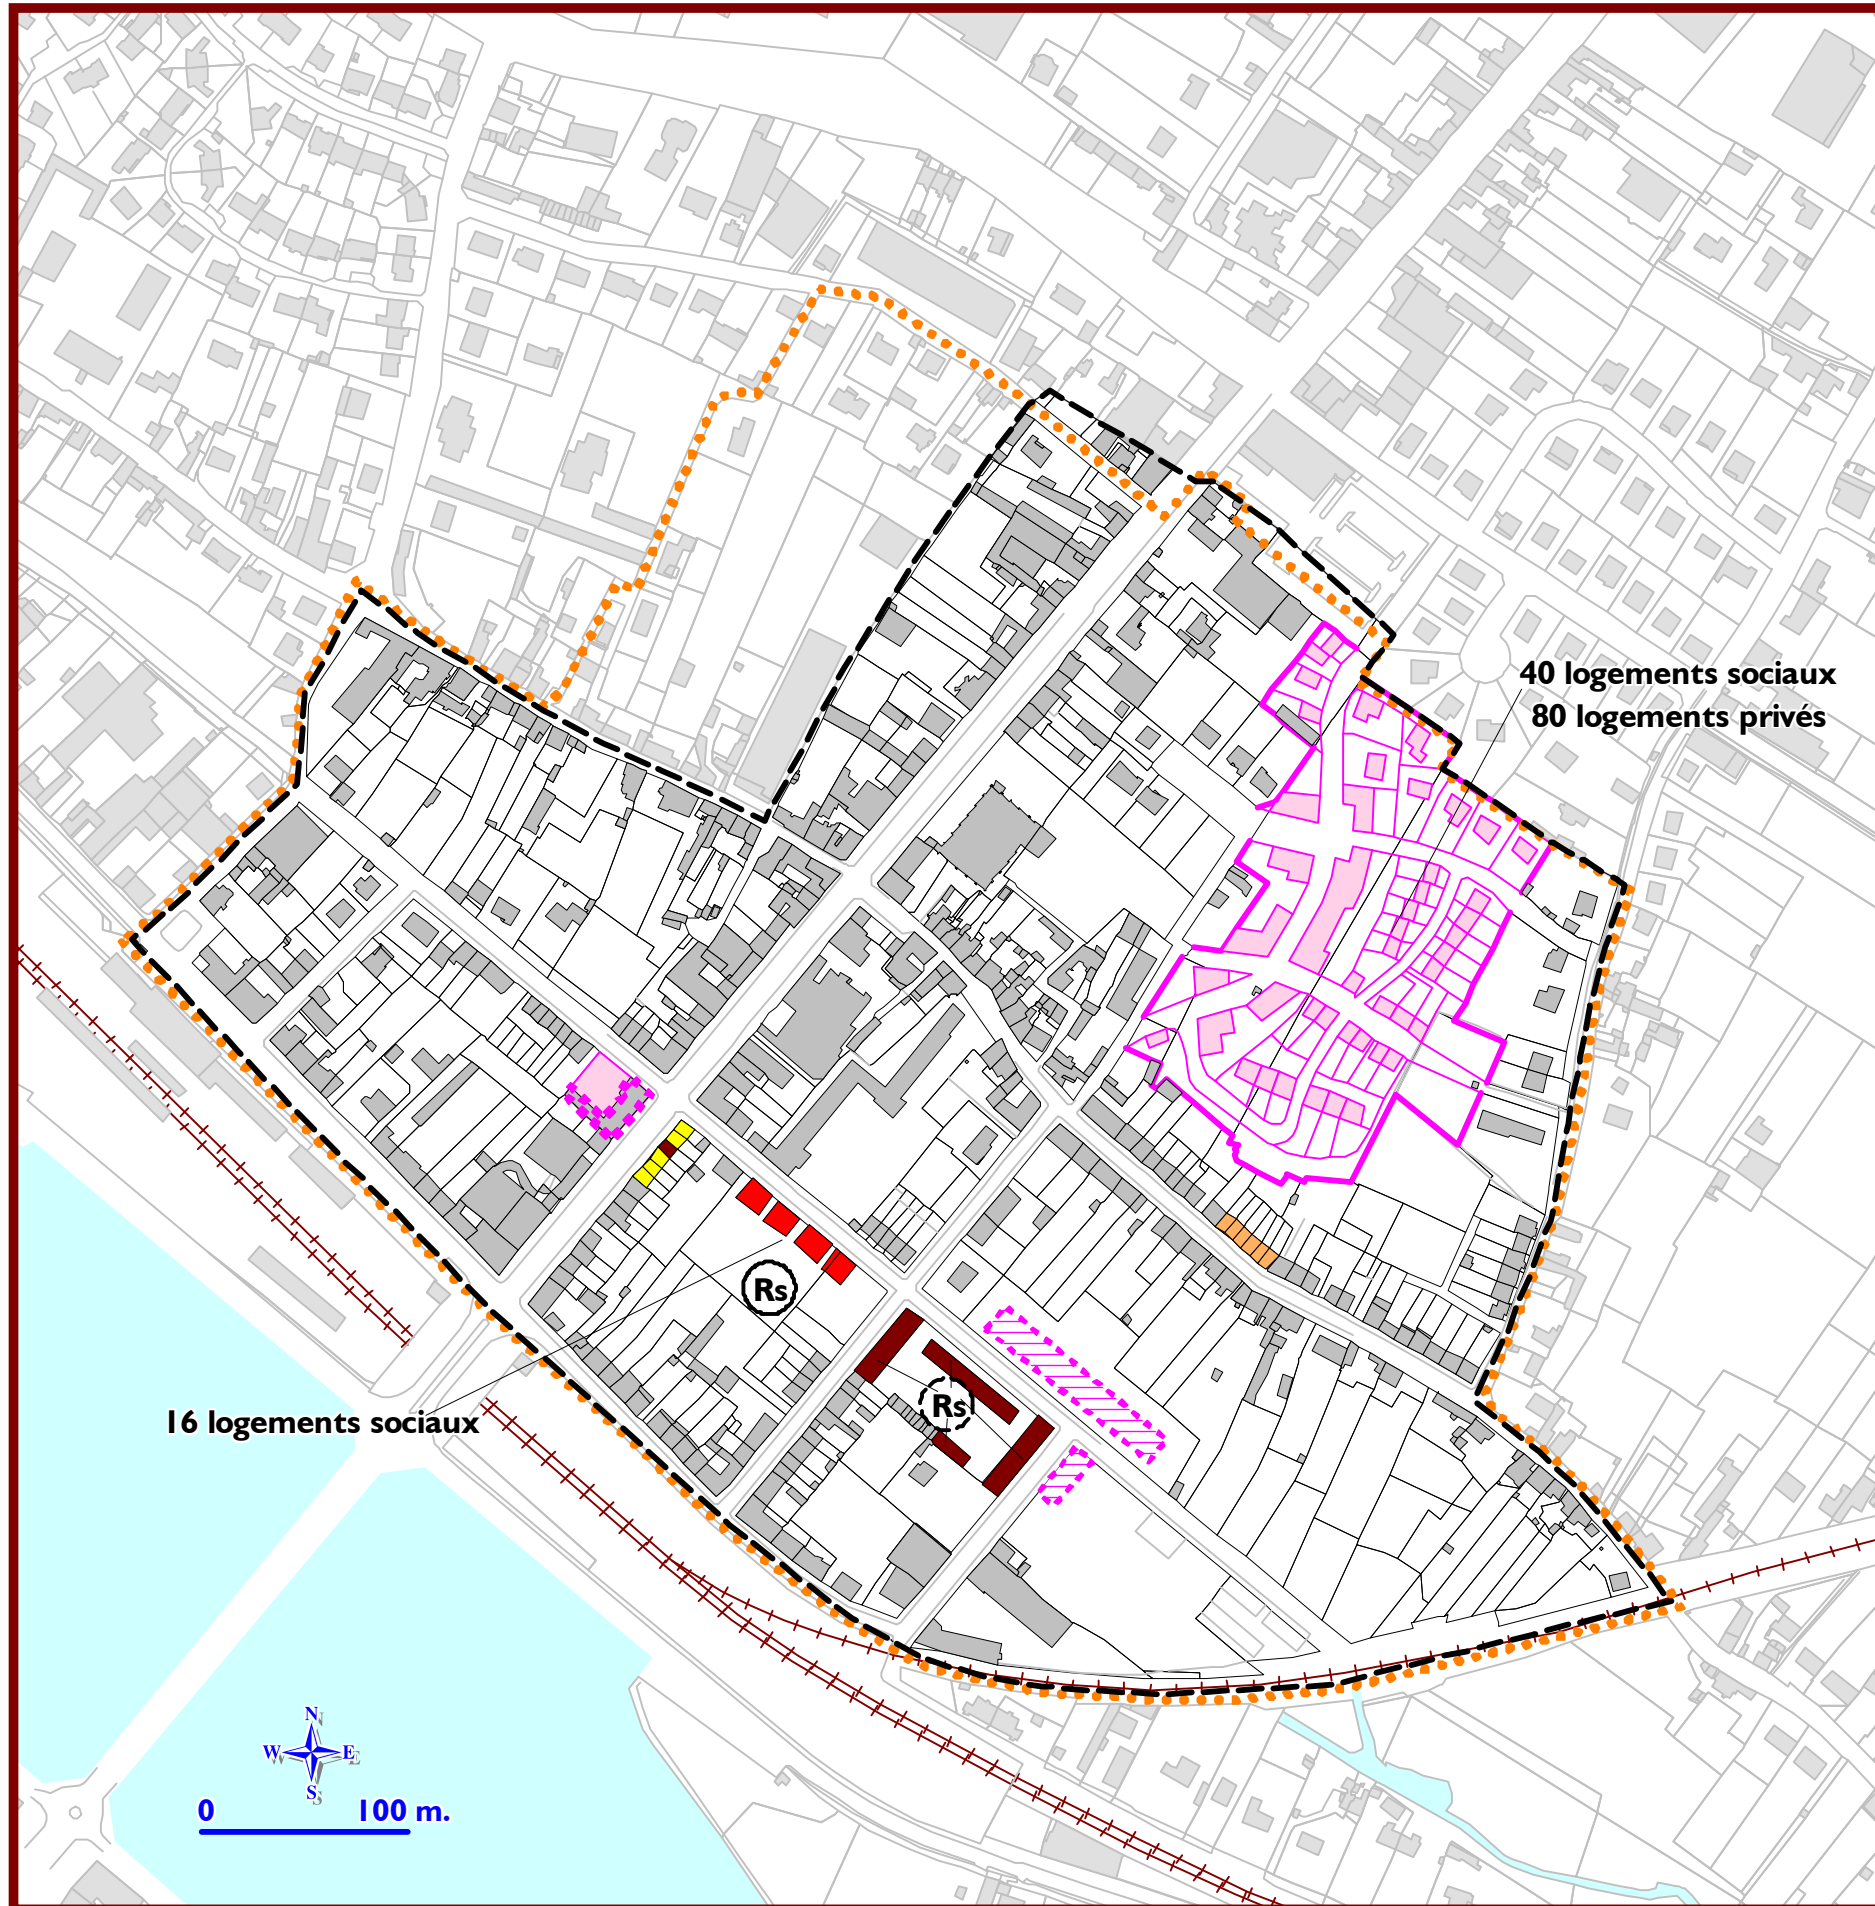 40 logements sociaux
80 logements privés
Rs
Rs
16 logements sociaux
N
W E
S
0 100 m.